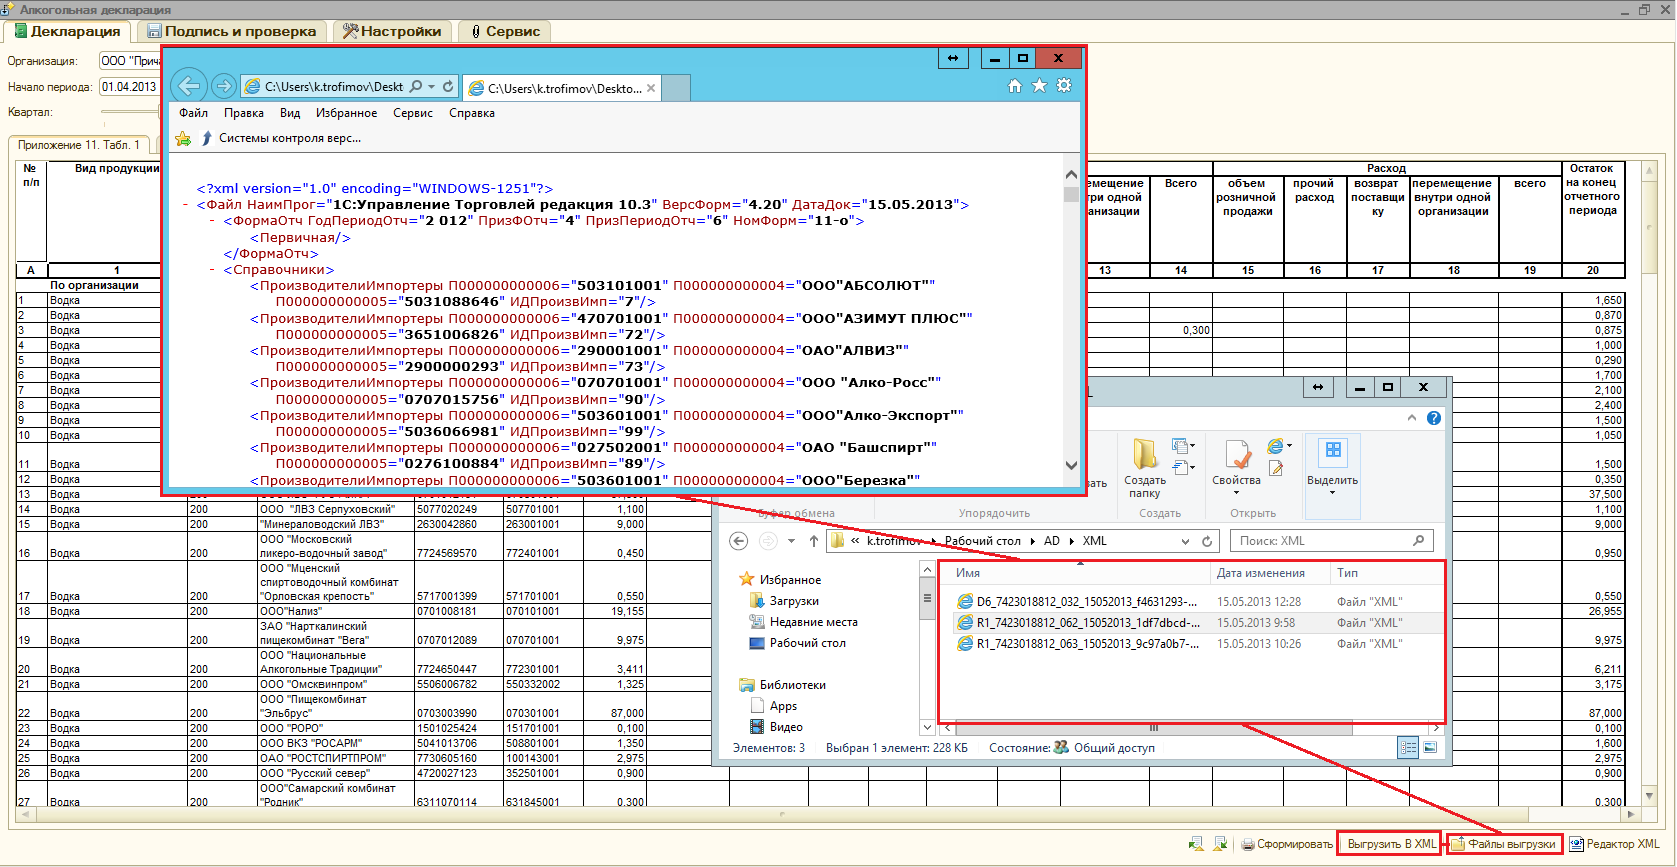 Алкогольная декларация
Декларация
Подпись и проверка
Настройки
Сервис
Организация:
ООО "Прича
Начало периода:
01.04.2013
Квартал:
Приложение 11. Табл. 1
C:\Users\k.trofimov\Deskt
C:\Users\k.trofimov\Deskto...
Файл Правка Вид Избранное Сервис Справка
Системы контроля верс...
<?xml version="1.0" encoding="WINDOWS-1251"?>
- <Файл НаимПрог="1С:Управление Торговлей редакция 10.3" ВерсФорм="4.20" ДатаДок="15.05.2013">
- <ФормаОтч ГодПериодОтч="2 012" ПризФОтч="4" ПризПериодОтч="6" НомФорм="11-о">
<Первичная/>
</ФормаОтч>
- <Справочники>
<ПроизводителиИмпортеры П000000000006="503101001" П000000000004="ООО"АБСОЛЮТ""
П000000000005="5031088646" ИДПроизвИмп="7"/>
<ПроизводителиИмпортеры П000000000006="470701001" П000000000004="ООО"АЗИМУТ ПЛЮС""
П000000000005="3651006826" ИДПроизвИмп="72"/>
<ПроизводителиИмпортеры П000000000006="290001001" П000000000004="ОАО"АЛВИЗ""
П000000000005="2900000293" ИДПроизвИмп="73"/>
<ПроизводителиИмпортеры П000000000006="070701001" П000000000004="ООО "Алко-Росс""
П000000000005="0707015756" ИДПроизвИмп="90"/>
<ПроизводителиИмпортеры П000000000006="503601001" П000000000004="ООО"Алко-Экспорт""
П000000000005="5036066981" ИДПроизвИмп="99"/>
<ПроизводителиИмпортеры П000000000006="027502001" П000000000004="ОАО "Башспирт""
П000000000005="0276100884" ИДПроизвИмп="89"/>
<ПроизводителиИмпортеры П000000000006="503601001" П000000000004="ООО"Березка""
№ п/п
Вид продукции
емещение три одной анизации
Всего
Расход
объем розничной продажи
прочий расход
возврат поставщи ку
перемещение внутри одной организации
всего
Остаток на конец отчетного периода
А 1 13 14 15 16 17 18 19 20
По организации
1 Водка 1,650
2 Водка 0,870
3 Водка 0,300 0,875
4 Водка 1,000
5 Водка 0,290
6 Водка 1,700
7 Водка 2,100
8 Водка 2,400
9 Водка 1,500
10 Водка 1,050
11 Водка 1,500
12 Водка 0,350
13 Водка 200 37,500
14 Водка 200 ООО "ЛВЗ Серпуховский" 5077020249 507701001 1,100 1,100
15 Водка 200 "Минераловодский ЛВЗ" 2630042860 263001001 9,000 9,000
16 Водка 200 ООО "Московский ликеро-водочный завод" 7724569570 772401001 0,450 0,950
17 Водка 200 ООО "Мценский спиртоводочный комбинат "Орловская крепость" 5717001399 571701001 0,550 0,550
18 Водка 200 ООО"Нализ" 0701008181 070101001 19,155 26,955
19 Водка 200 ЗАО "Нарткалинский пищекомбинат "Вега" 0707012089 070701001 9,975 9,975
20 Водка 200 ООО "Национальные Алкогольные Традиции" 7724650447 772301001 3,411 6,211
21 Водка 200 ООО "Омсквинпром" 5506006782 550332002 1,325 3,175
22 Водка 200 ООО "Пищекомбинат "Эльбрус" 0703003990 070301001 87,000 87,000
23 Водка 200 ООО "РОРО" 1501025424 151701001 0,100 0,100
24 Водка 200 ООО ВКЗ "РОСАРМ" 5041013706 508801001 1,350 1,600
25 Водка 200 ОАО "РОСТСПИРТПРОМ" 7730605160 100143001 2,975 2,975
26 Водка 200 ООО "Русский север" 4720027123 352501001 0,900 0,900
27 Водка 200 ООО"Самарский комбинат "Родник" 6311070114 631845001 0,300 0,300
L
вать
Создать папку
Свойства
Выделить
Буфер обмена Упорядочить Создать Открыть
« k.trofimov Рабочий стол AD XML
Поиск: XML
Избранное
Загрузки
Недавние места
Рабочий стол
Библиотеки
Apps
Видео
Имя Дата изменения Тип
D6_7423018812_032_15052013_f4631293-... 15.05.2013 12:28 Файл "XML"
R1_7423018812_062_15052013_1df7dbcd-... 15.05.2013 9:58 Файл "XML"
R1_7423018812_063_15052013_9c97a0b7-... 15.05.2013 10:26 Файл "XML"
Элементов: 3 Выбран 1 элемент: 228 КБ Состояние: Общий доступ
Сформировать Выгрузить В XML Файлы выгрузки Редактор XML